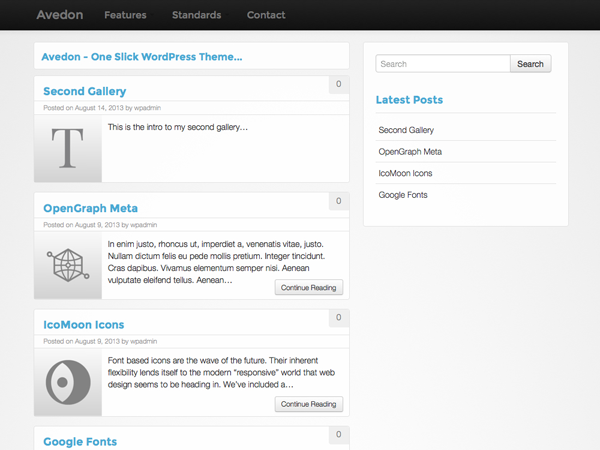 Avedon Features Standards Contact
Avedon - One Slick WordPress Theme...
0
Second Gallery
Posted on August 14, 2013 by wpadmin
T
This is the intro to my second gallery…
0
OpenGraph Meta
Posted on August 9, 2013 by wpadmin
In enim justo, rhoncus ut, imperdiet a, venenatis vitae, justo.
Nullam dictum felis eu pede mollis pretium. Integer tincidunt.
Cras dapibus. Vivamus elementum semper nisi. Aenean
vulputate eleifend tellus. Aenean…
Continue Reading
0
IcoMoon Icons
Posted on August 9, 2013 by wpadmin
Font based icons are the wave of the future. Their inherent
flexibility lends itself to the modern “responsive” world that web
design seems to be heading in. We’ve included a…
Continue Reading
0
Google Fonts
Search Search
Latest Posts
Second Gallery
OpenGraph Meta
IcoMoon Icons
Google Fonts